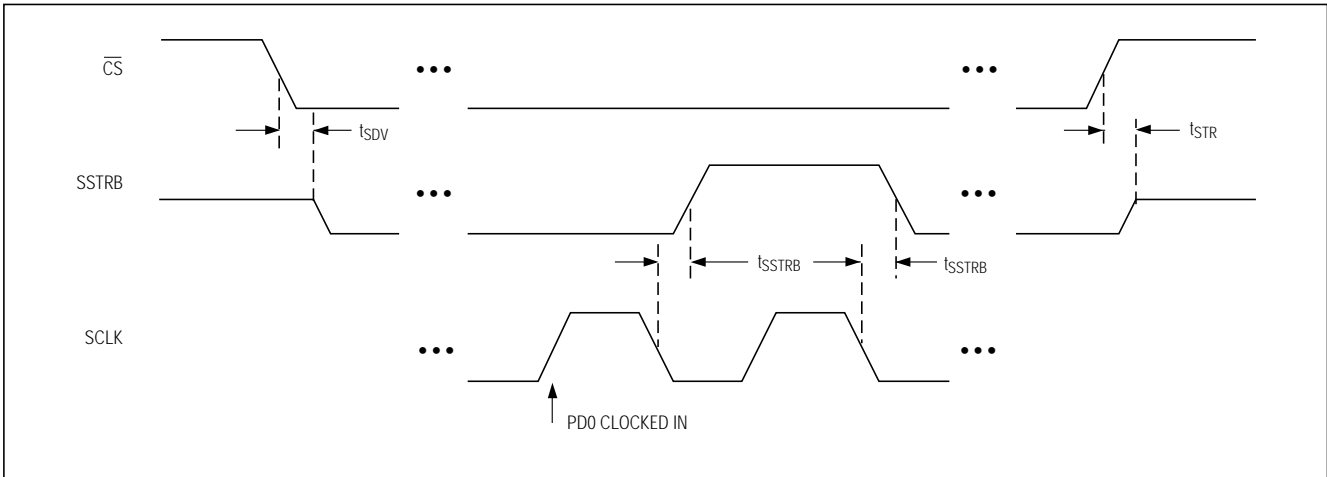 CS
tSDV
tSTR
SSTRB
tSSTRB
tSSTRB
SCLK
PD0 CLOCKED IN